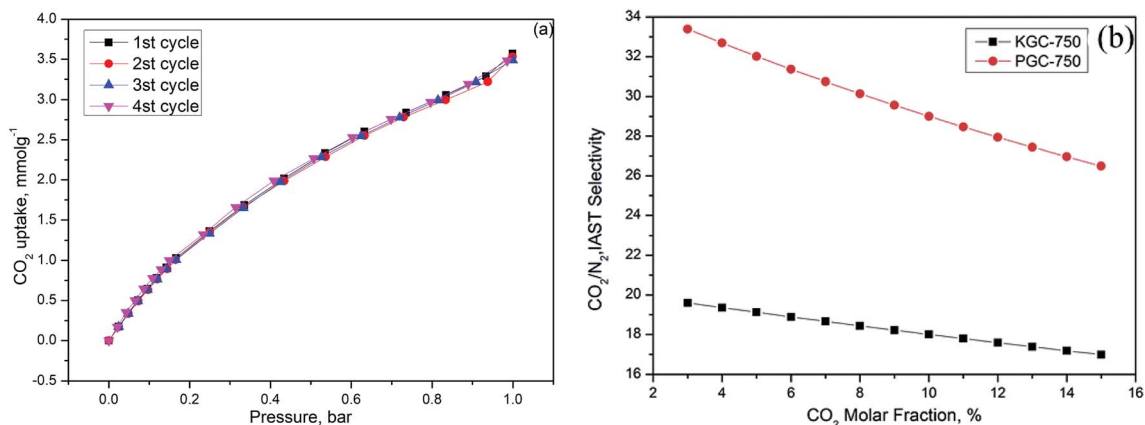 (a)
1st cycle
2st cycle
3st cycle
4st cycle
CO2 uptake, mmolg-1
4.0
3.5
3.0
2.5
2.0
1.5
1.0
0.5
0.0
-0.5
0.0 0.2 0.4 0.6 0.8 1.0
Pressure, bar
(b)
KGC-750
PGC-750
CO2/N2,IAST Selectivity
34
32
30
28
26
24
22
20
18
16
2 4 6 8 10 12 14 16
CO2 Molar Fraction, %